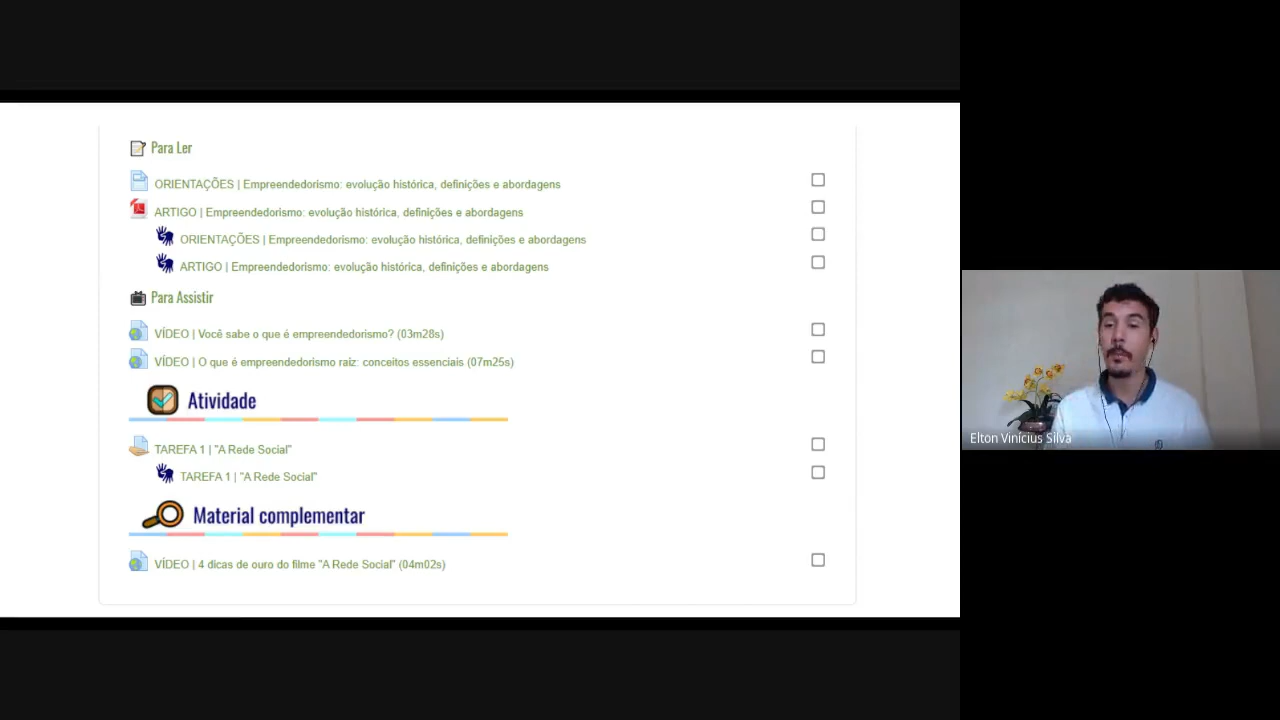 Para Ler
ORIENTAÇÕES | Empreendedorismo: evolução histórica, definições e abordagens
ARTIGO | Empreendedorismo: evolução histórica, definições e abordagens
ORIENTAÇÕES | Empreendedorismo: evolução histórica, definições e abordagens
ARTIGO | Empreendedorismo: evolução histórica, definições e abordagens
Para Assistir
VÍDEO | Você sabe o que é empreendedorismo? (03m28s)
VÍDEO | O que é empreendedorismo raiz: conceitos essenciais (07m25s)
Atividade
TAREFA 1 | "A Rede Social"
TAREFA 1 | "A Rede Social"
Material complementar
VÍDEO | 4 dicas de ouro do filme "A Rede Social" (04m02s)
Elton Vinícius Silva